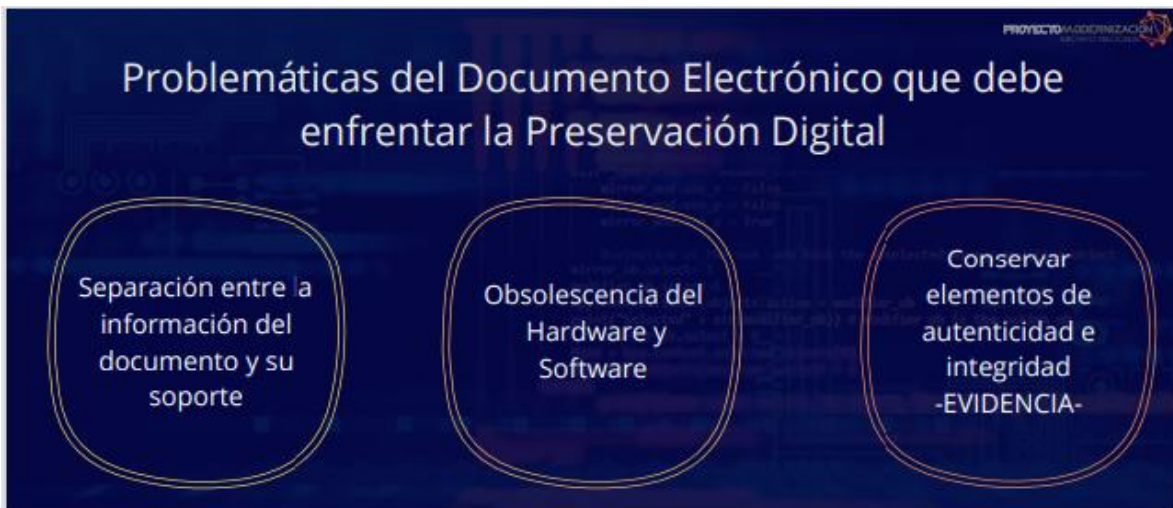 PROYECTO MODERNIZACIÓN
Problemáticas del Documento Electrónico que debe
enfrentar la Preservación Digital
Separación entre la
información del
documento y su
soporte
Obsolescencia del
Hardware y
Software
Conservar
elementos de
autenticidad e
integridad
-EVIDENCIA-